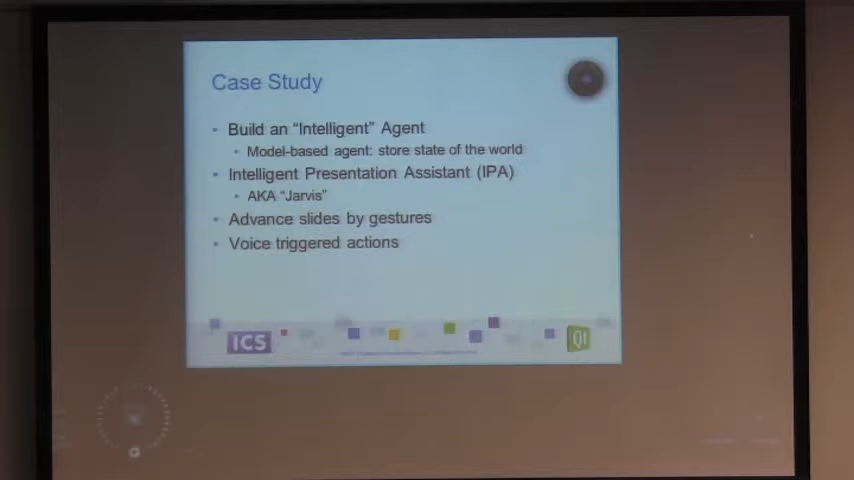 Case Study
Build an “Intelligent” Agent
Model-based agent: store state of the world
Intelligent Presentation Assistant (IPA)
AKA “Jarvis”
Advance slides by gestures
Voice triggered actions
ICS
Qt